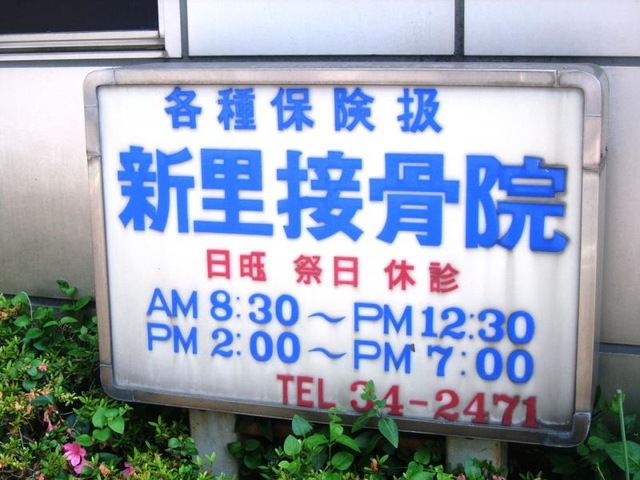 各種保険扱
新里接骨院
日曜 祭日 休診
AM 8:30～PM 12:30
PM 2:00～PM 7:00
TEL 34-2471